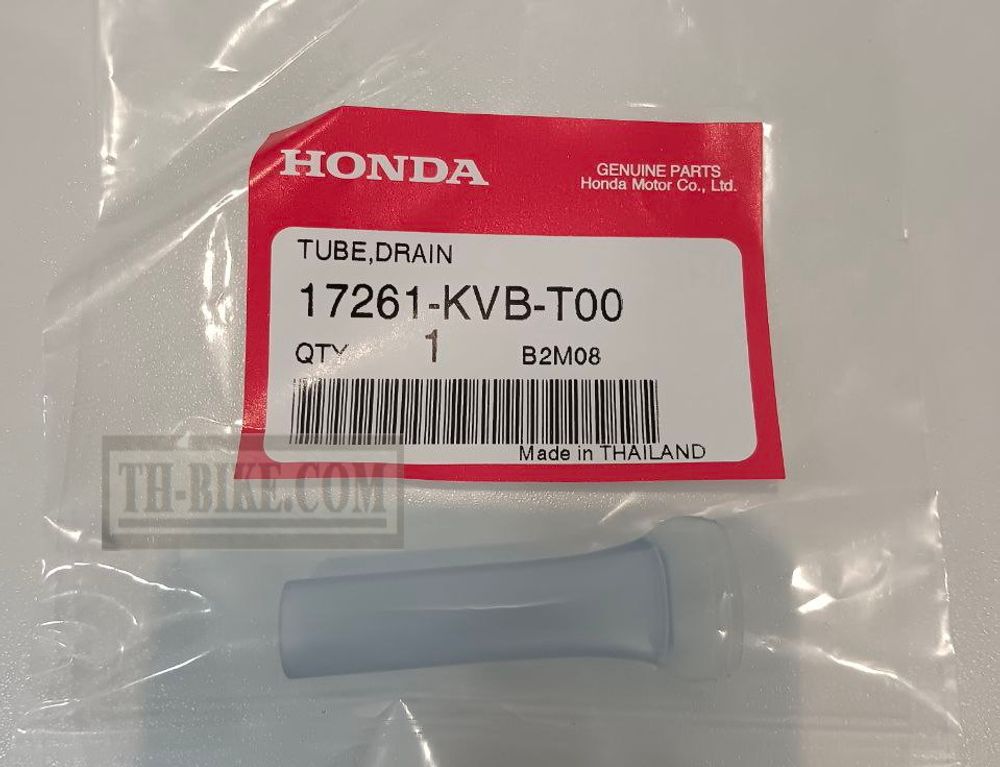 HONDA
GENUINE PARTS
Honda Motor Co., Ltd.
TUBE,DRAIN
17261-KVB-T00
QTY 1 B2M08
Made in THAILAND
TH-BIKE.COM